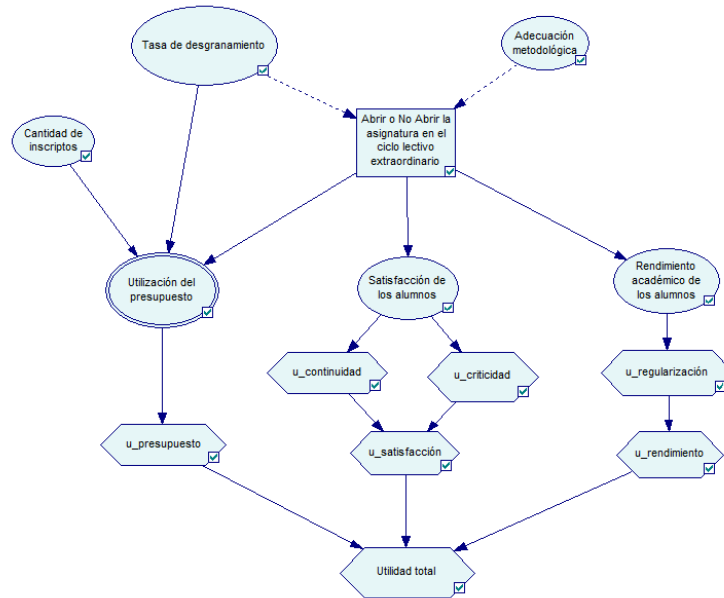 Tasa de desgranamiento
Adecuación
metodológica
Cantidad de
inscriptos
Abrir o No Abrir la
asignatura en el
ciclo lectivo
extraordinario
Utilización del
presupuesto
Satisfacción de
los alumnos
Rendimiento
académico de
los alumnos
u_continuidad
u_criticidad
u_regularización
u_presupuesto
u_satisfacción
u_rendimiento
Utilidad total